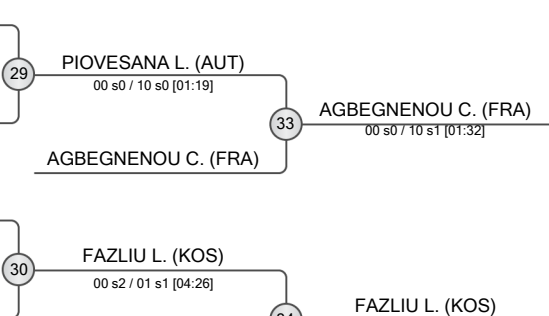 29
PIOVESANA L. (AUT)
00 s0 / 10 s0 [01:19]
33
AGBEGNENOU C. (FRA)
00 s0 / 10 s1 [01:32]
AGBEGNENOU C. (FRA)
30
FAZLIU L. (KOS)
00 s2 / 01 s1 [04:26]
FAZLIU L. (KOS)